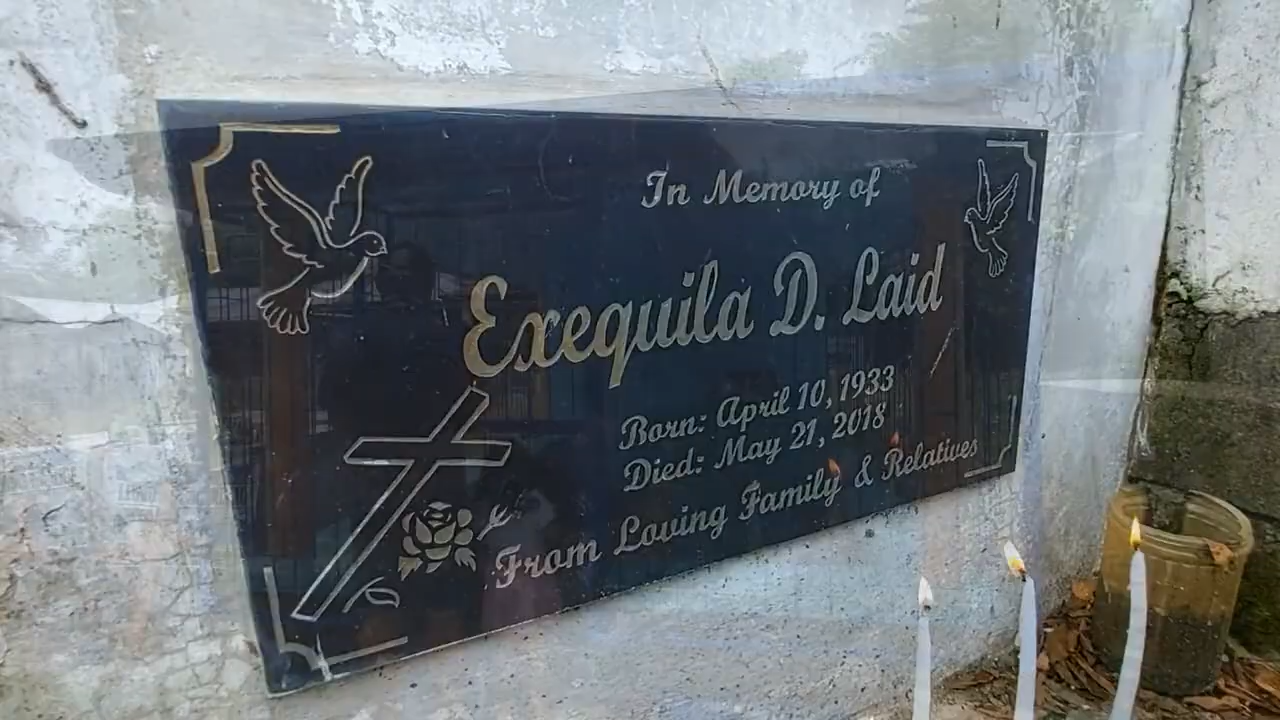 In Memory of
Exequila D. Laid
Born: April 10, 1933
Died: May 21, 2018
From Loving Family & Relatives